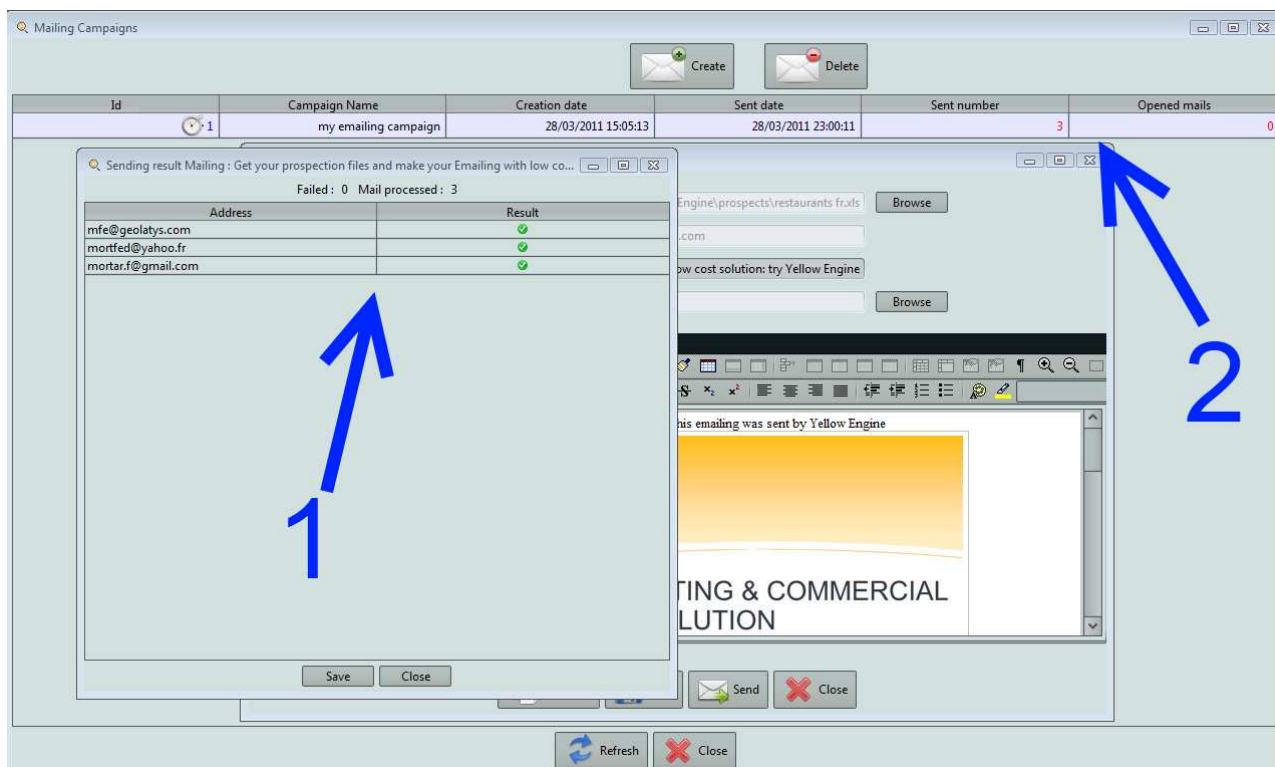 Mailing Campaigns
Create
Delete
Id Campaign Name Creation date Sent date Sent number Opened mails
1 my emailing campaign 28/03/2011 15:05:13 28/03/2011 23:00:11 3 0
Sending result Mailing : Get your prospection files and make your Emailing with low co...
Failed : 0 Mail processed : 3
Address Result
mfe@geolatys.com
mortfed@yahoo.fr
mortar.f@gmail.com
1
Save
Close
Engine\prospects\restaurants fr.xls
Browse
.com
ow cost solution: try Yellow Engine
Browse
2
his emailing was sent by Yellow Engine
TING & COMMERCIAL
LUTION
Send
Close
Refresh
Close